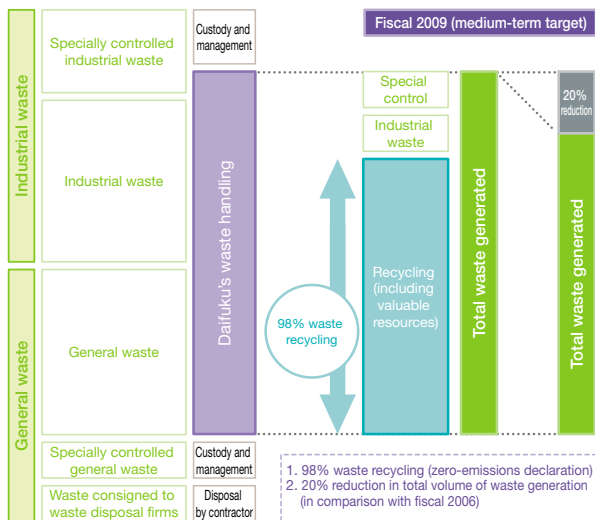 Fiscal 2009 (medium-term target)
Industrial waste
Specially controlled
industrial waste
Custody and
management
Industrial waste
Daifuku's waste handling
Special
control
Industrial
waste
Recycling
(including
valuable
resources)
98% waste
recycling
Total waste generated
20%
reduction
Total waste generated
General waste
General waste
Specially controlled
general waste
Custody and
management
Waste consigned to
waste disposal firms
Disposal
by contractor
1. 98% waste recycling (zero-emissions declaration)
2. 20% reduction in total volume of waste generation
(in comparison with fiscal 2006)